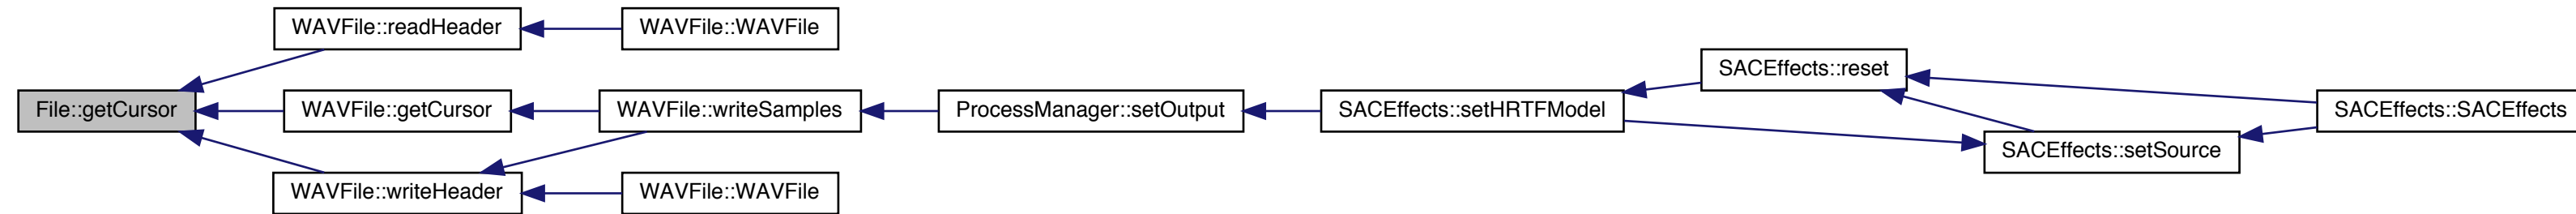 WAVFile::readHeader
WAVFile::WAVFile
SACEffects::reset
File::getCursor
WAVFile::getCursor
WAVFile::writeSamples
ProcessManager::setOutput
SACEffects::setHRTFModel
SACEffects::SACEffects
SACEffects::setSource
WAVFile::writeHeader
WAVFile::WAVFile